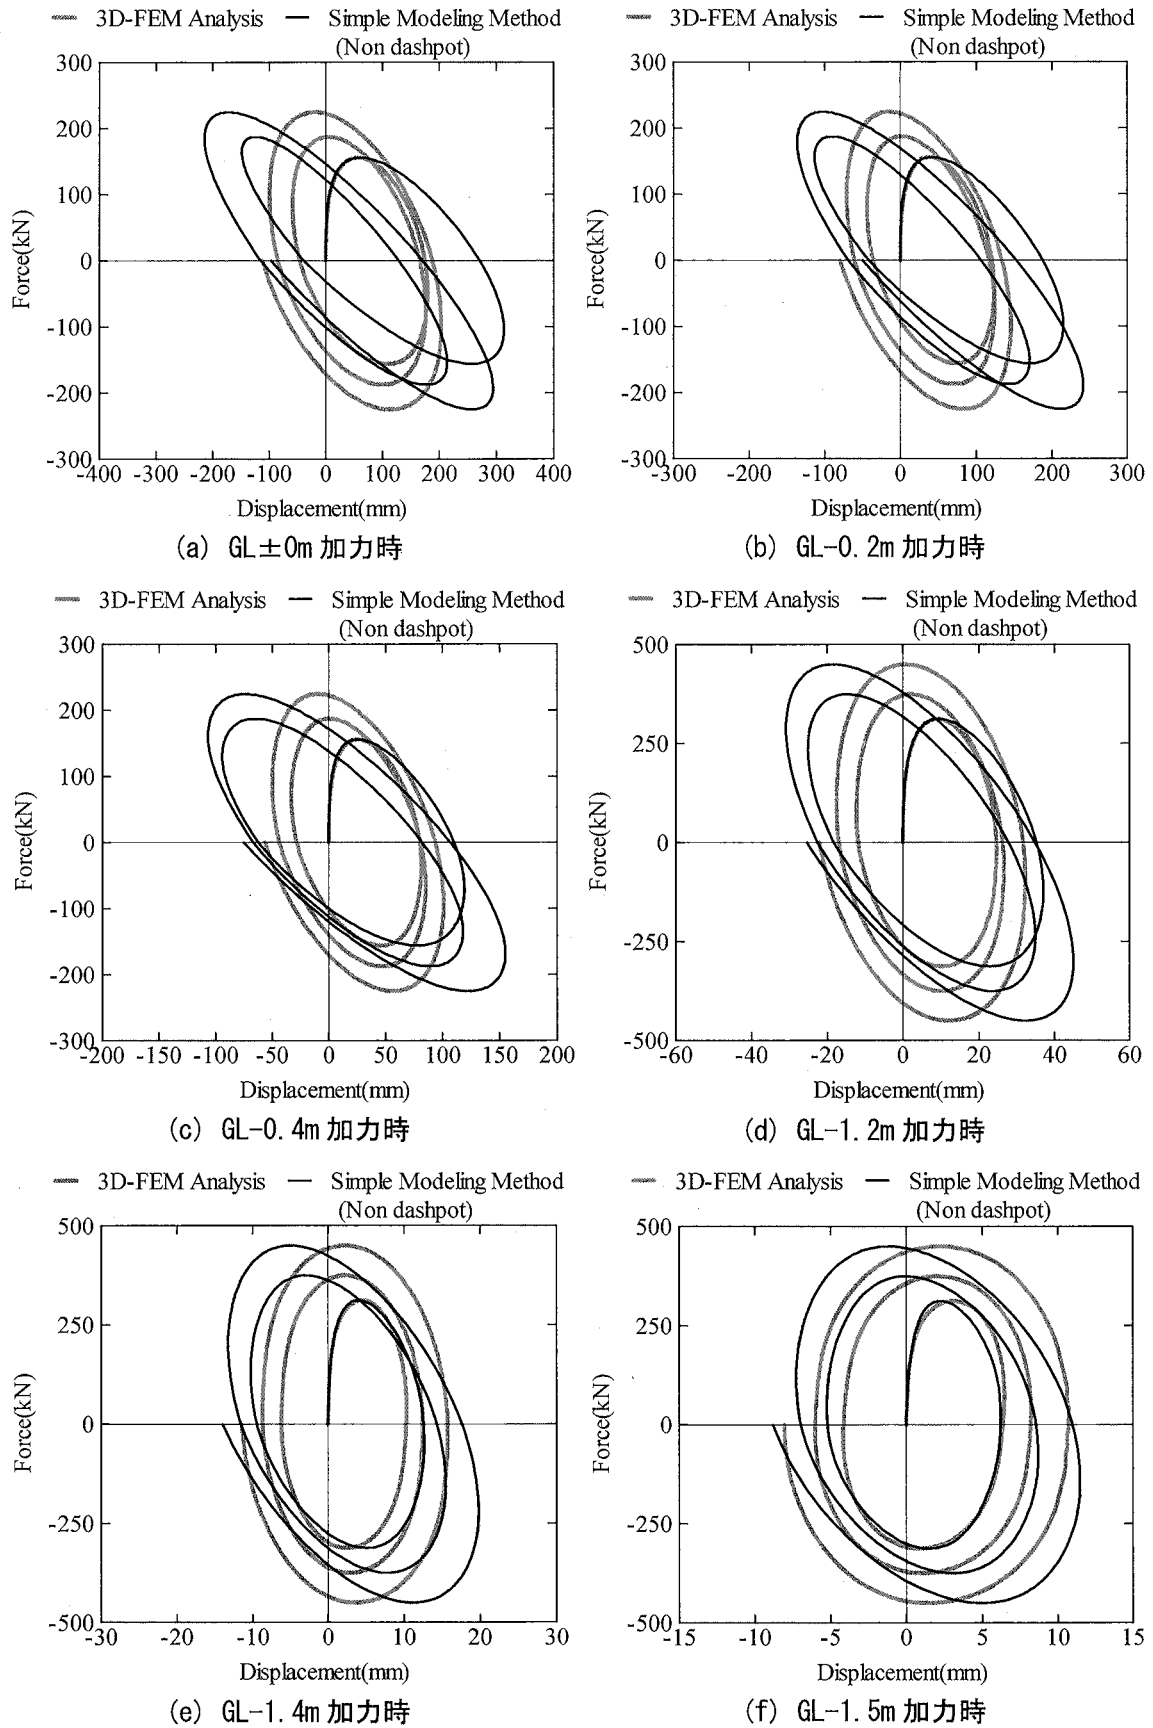 3D-FEM Analysis Simple Modeling Method
(Non dashpot)
300
200
100
0
-100
-200
-300
Force(kN)
-400 -300 -200 -100 0 100 200 300 400
Displacement(mm)
(a) GL±0m 加力時
3D-FEM Analysis Simple Modeling Method
(Non dashpot)
300
200
100
0
-100
-200
-300
Force(kN)
-300 -200 -100 0 100 200 300
Displacement(mm)
(b) GL-0.2m 加力時
3D-FEM Analysis Simple Modeling Method
(Non dashpot)
300
200
100
0
-100
-200
-300
Force(kN)
-200 -150 -100 -50 0 50 100 150 200
Displacement(mm)
(c) GL-0.4m 加力時
3D-FEM Analysis Simple Modeling Method
(Non dashpot)
500
250
0
-250
-500
Force(kN)
-60 -40 -20 0 20 40 60
Displacement(mm)
(d) GL-1.2m 加力時
3D-FEM Analysis Simple Modeling Method
(Non dashpot)
500
250
0
-250
-500
Force(kN)
-30 -20 -10 0 10 20 30
Displacement(mm)
(e) GL-1.4m 加力時
3D-FEM Analysis Simple Modeling Method
(Non dashpot)
500
250
0
-250
-500
Force(kN)
-15 -10 -5 0 5 10 15
Displacement(mm)
(f) GL-1.5m 加力時